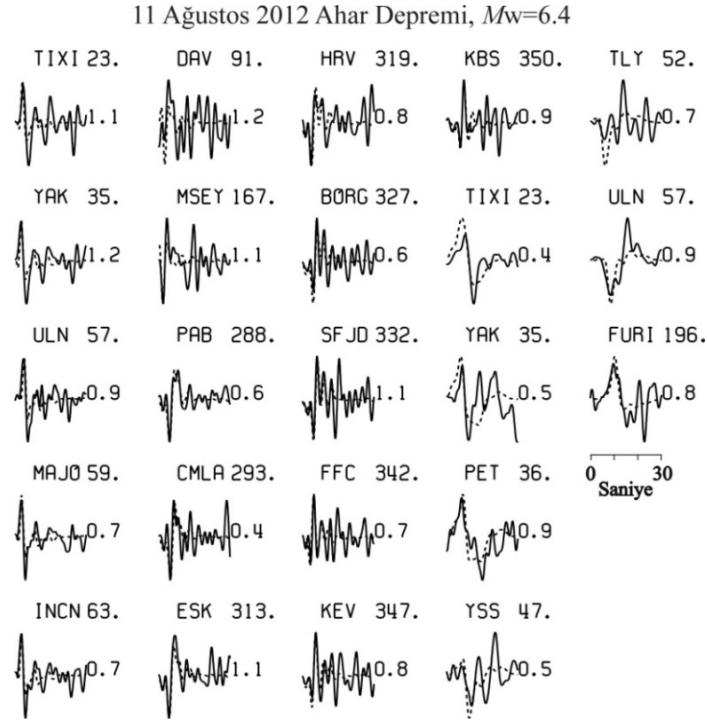 11 Ağustos 2012 Ahar Depremi, Mw=6.4
TIXI 23. DAV 91. HRV 319. KBS 350. TLY 52.
1.1 1.2 0.8 0.9 0.7
YAK 35. MSEY 167. BORG 327. TIXI 23. ULN 57.
1.2 1.1 0.6 0.4 0.9
ULN 57. PAB 288. SFJD 332. YAK 35. FURI 196.
0.9 0.6 1.1 0.5 0.8
0 30
Saniye
MAJO 59. CMLA 293. FFC 342. PET 36.
0.7 0.4 0.7 0.9
INCN 63. ESK 313. KEV 347. YSS 47.
0.7 1.1 0.8 0.5